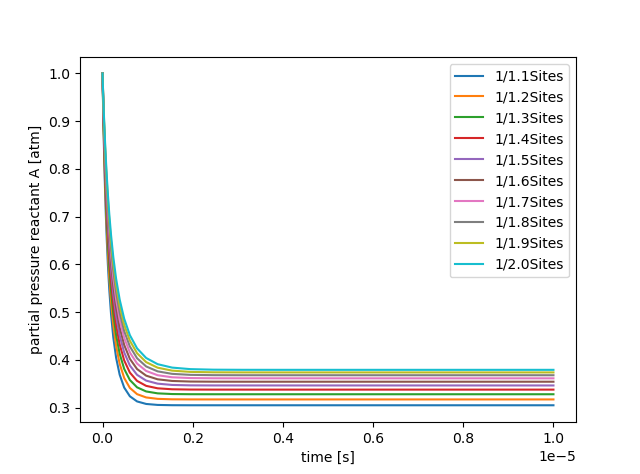 1.0
0.9
0.8
0.7
0.6
0.5
0.4
0.3
partial pressure reactant A [atm]
1/1.1Sites
1/1.2Sites
1/1.3Sites
1/1.4Sites
1/1.5Sites
1/1.6Sites
1/1.7Sites
1/1.8Sites
1/1.9Sites
1/2.0Sites
0.0 0.2 0.4 0.6 0.8 1.0
1e−5
time [s]